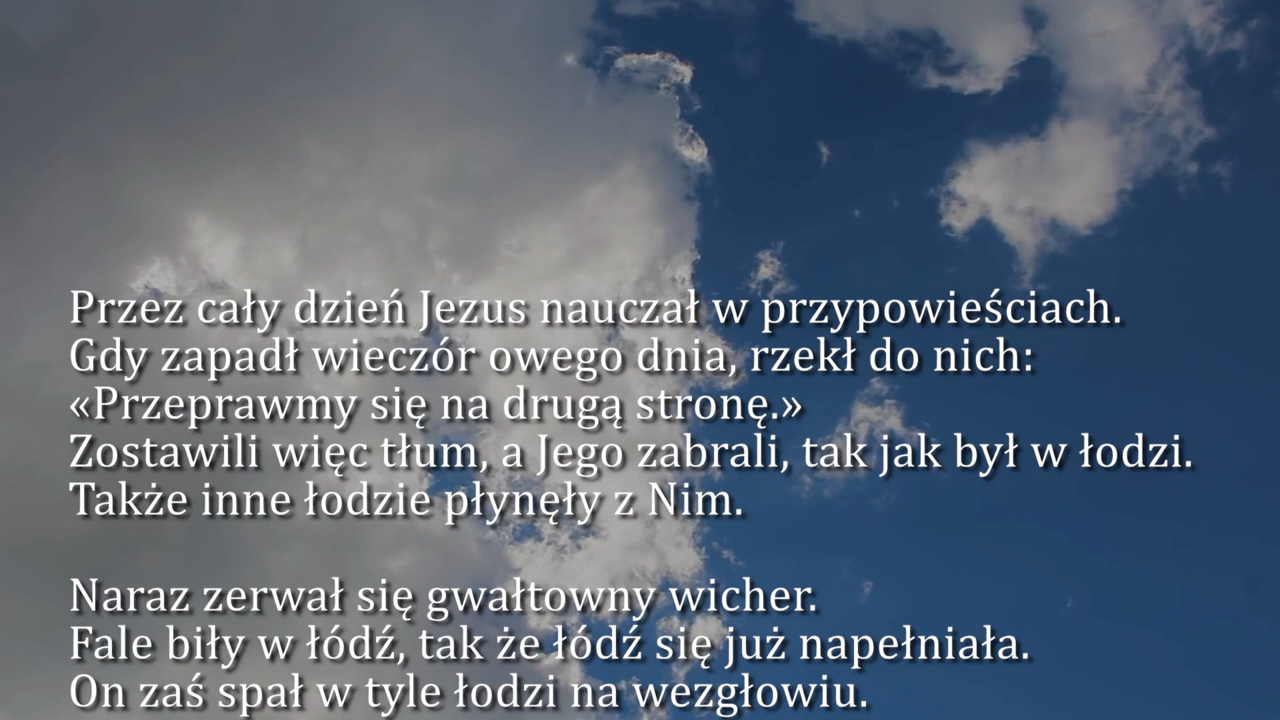 Przez cały dzień Jezus nauczał w przypowieściach.
Gdy zapadł wieczór owego dnia, rzekł do nich:
«Przeprawmy się na drugą stronę.»
Zostawili więc tłum, a Jego zabrali, tak jak był w łodzi.
Także inne łodzie płynęły z Nim.
Naraz zerwał się gwałtowny wicher.
Fale biły w łódź, tak że łódź się już napełniała.
On zaś spał w tyle łodzi na wezgłowiu.